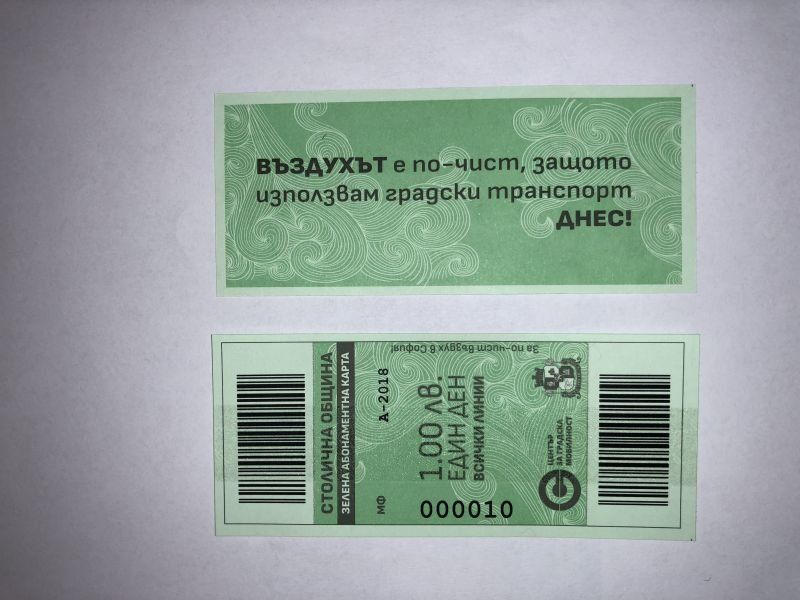 ВЪЗДУХЪТ е по-чист, защото
използвам градски транспорт
ДНЕС!
СТОЛИЧНА ОБЩИНА
ЗЕЛЕНА АБОНАМЕНТНА КАРТА
МФ
А-2018
1.00 лв.
ЕДИН ДЕН
ВСИЧКИ ЛИНИИ
000010
За по-чист въздух в София!
ЦЕНТЪР
ЗА ГРАДСКА
МОБИЛНОСТ